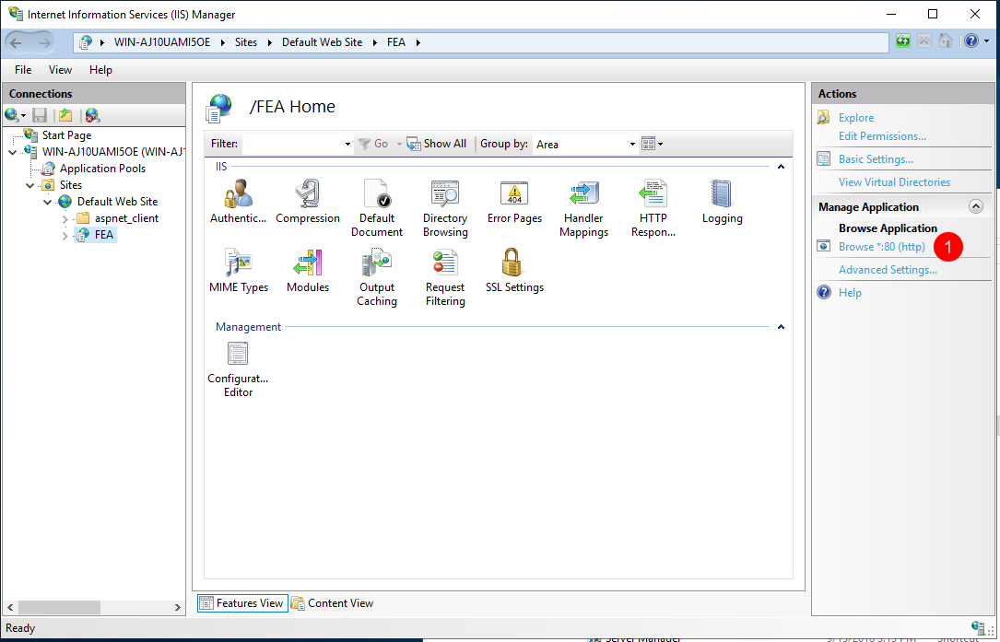 Internet Information Services (IIS) Manager
WIN-AJ10UAMI5OE
Sites
Default Web Site
FEA
File
View
Help
Connections
Start Page
WIN-AJ10UAMI5OE (WIN-AJ1
Application Pools
Sites
Default Web Site
aspnet_client
FEA
/FEA Home
Filter:
Go
Show All
Group by:
Area
IIS
Authentic...
Compression
Default
Document
Directory
Browsing
Error Pages
404
Handler
Mappings
HTTP
Respon...
Logging
MIME Types
Modules
Output
Caching
Request
Filtering
SSL Settings
Management
Configurat...
Editor
Features View
Content View
Actions
Explore
Edit Permissions...
Basic Settings...
View Virtual Directories
Manage Application
Browse Application
Browse *:80 (http)
1
Advanced Settings...
Help
Ready
Server Manager
Shortcut